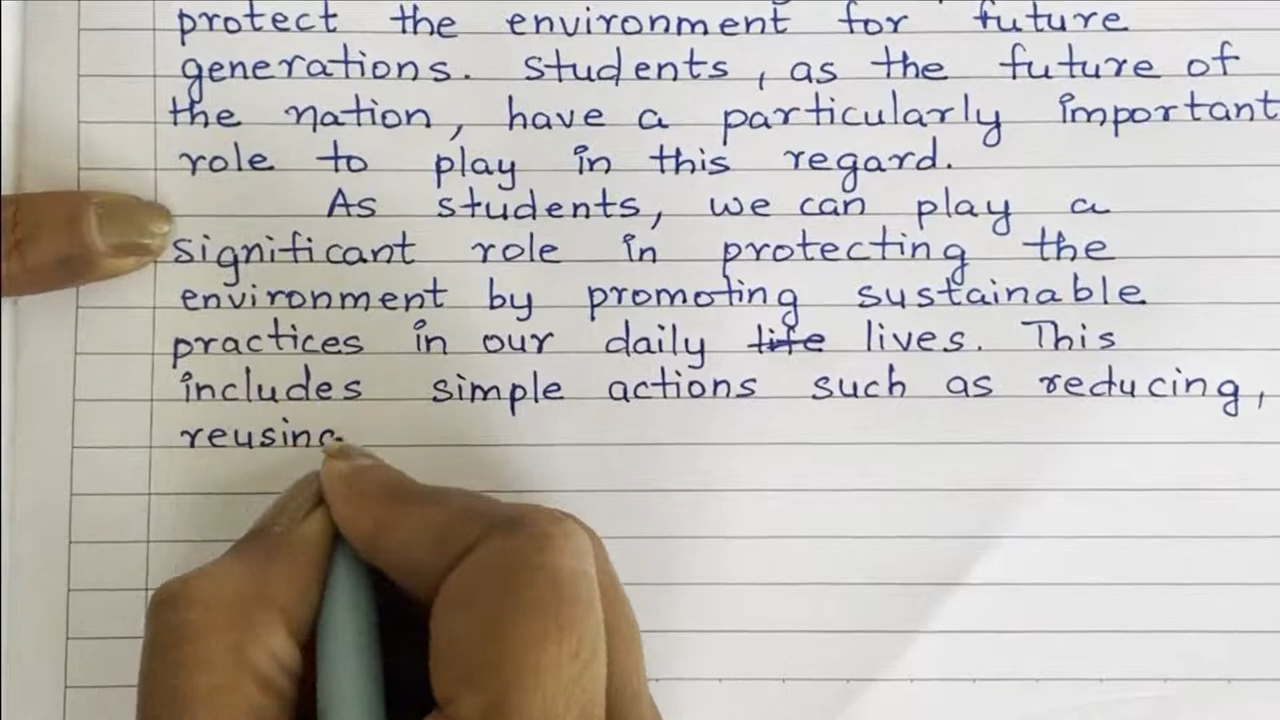 protect the environment for future
generations. students, as the future of
the nation, have a particularly important
role to play in this regard.
As students, we can play a
significant role in protecting the
environment by promoting sustainable
practices in our daily life lives. This
includes simple actions such as reducing,
reusing